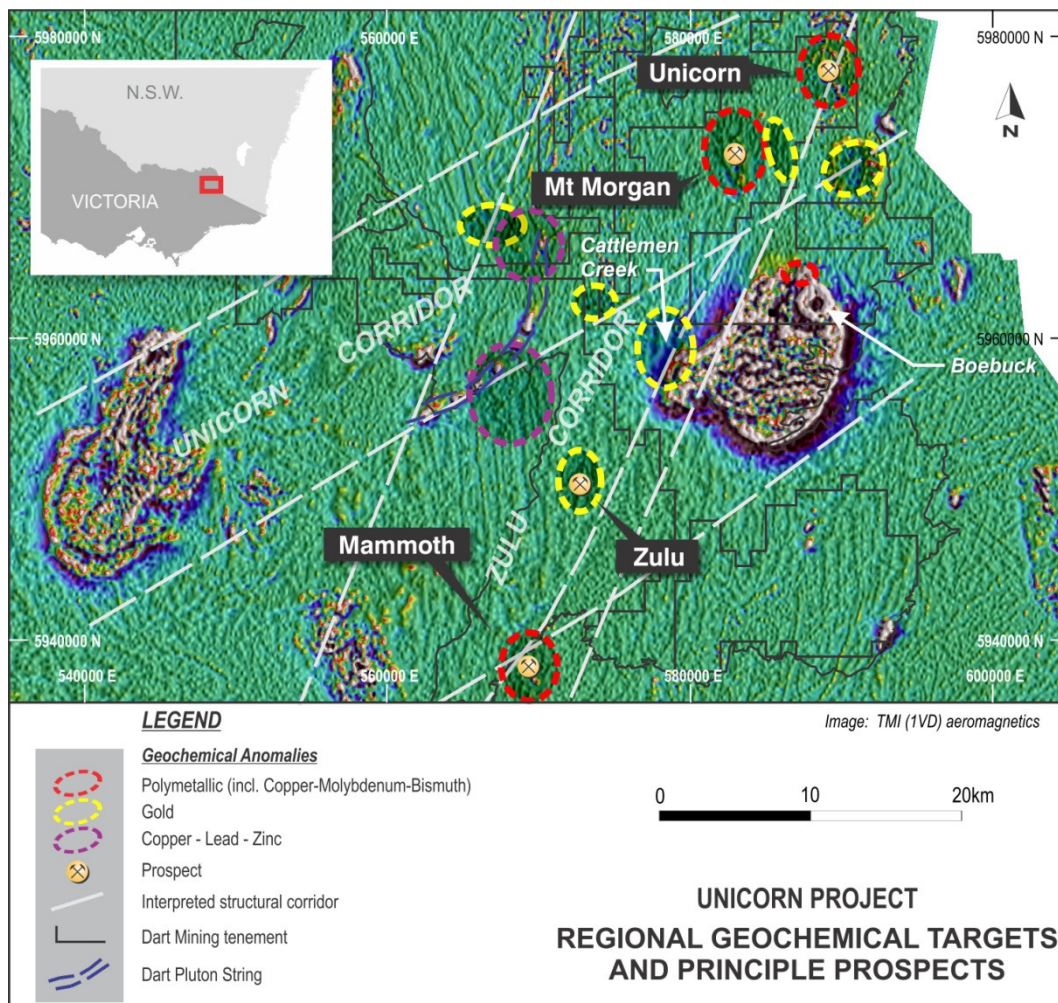 5980000 N
560000 E
580000 E
5980000 N
N.S.W.
VICTORIA
Unicorn
N
Mt Morgan
Cattlemen
Creek
CORRIDOR
UNICORN
CORRIDOR
ZULU
5960000 N
Boebuck
Mammoth
Zulu
5940000 N
5940000 N
540000 E
560000 E
580000 E
600000 E
LEGEND
Image: TMI (1VD) aeromagnetics
Geochemical Anomalies
Polymetallic (incl. Copper-Molybdenum-Bismuth)
Gold
Copper - Lead - Zinc
Prospect
Interpreted structural corridor
Dart Mining tenement
Dart Pluton String
0 10 20km
UNICORN PROJECT
REGIONAL GEOCHEMICAL TARGETS
AND PRINCIPLE PROSPECTS